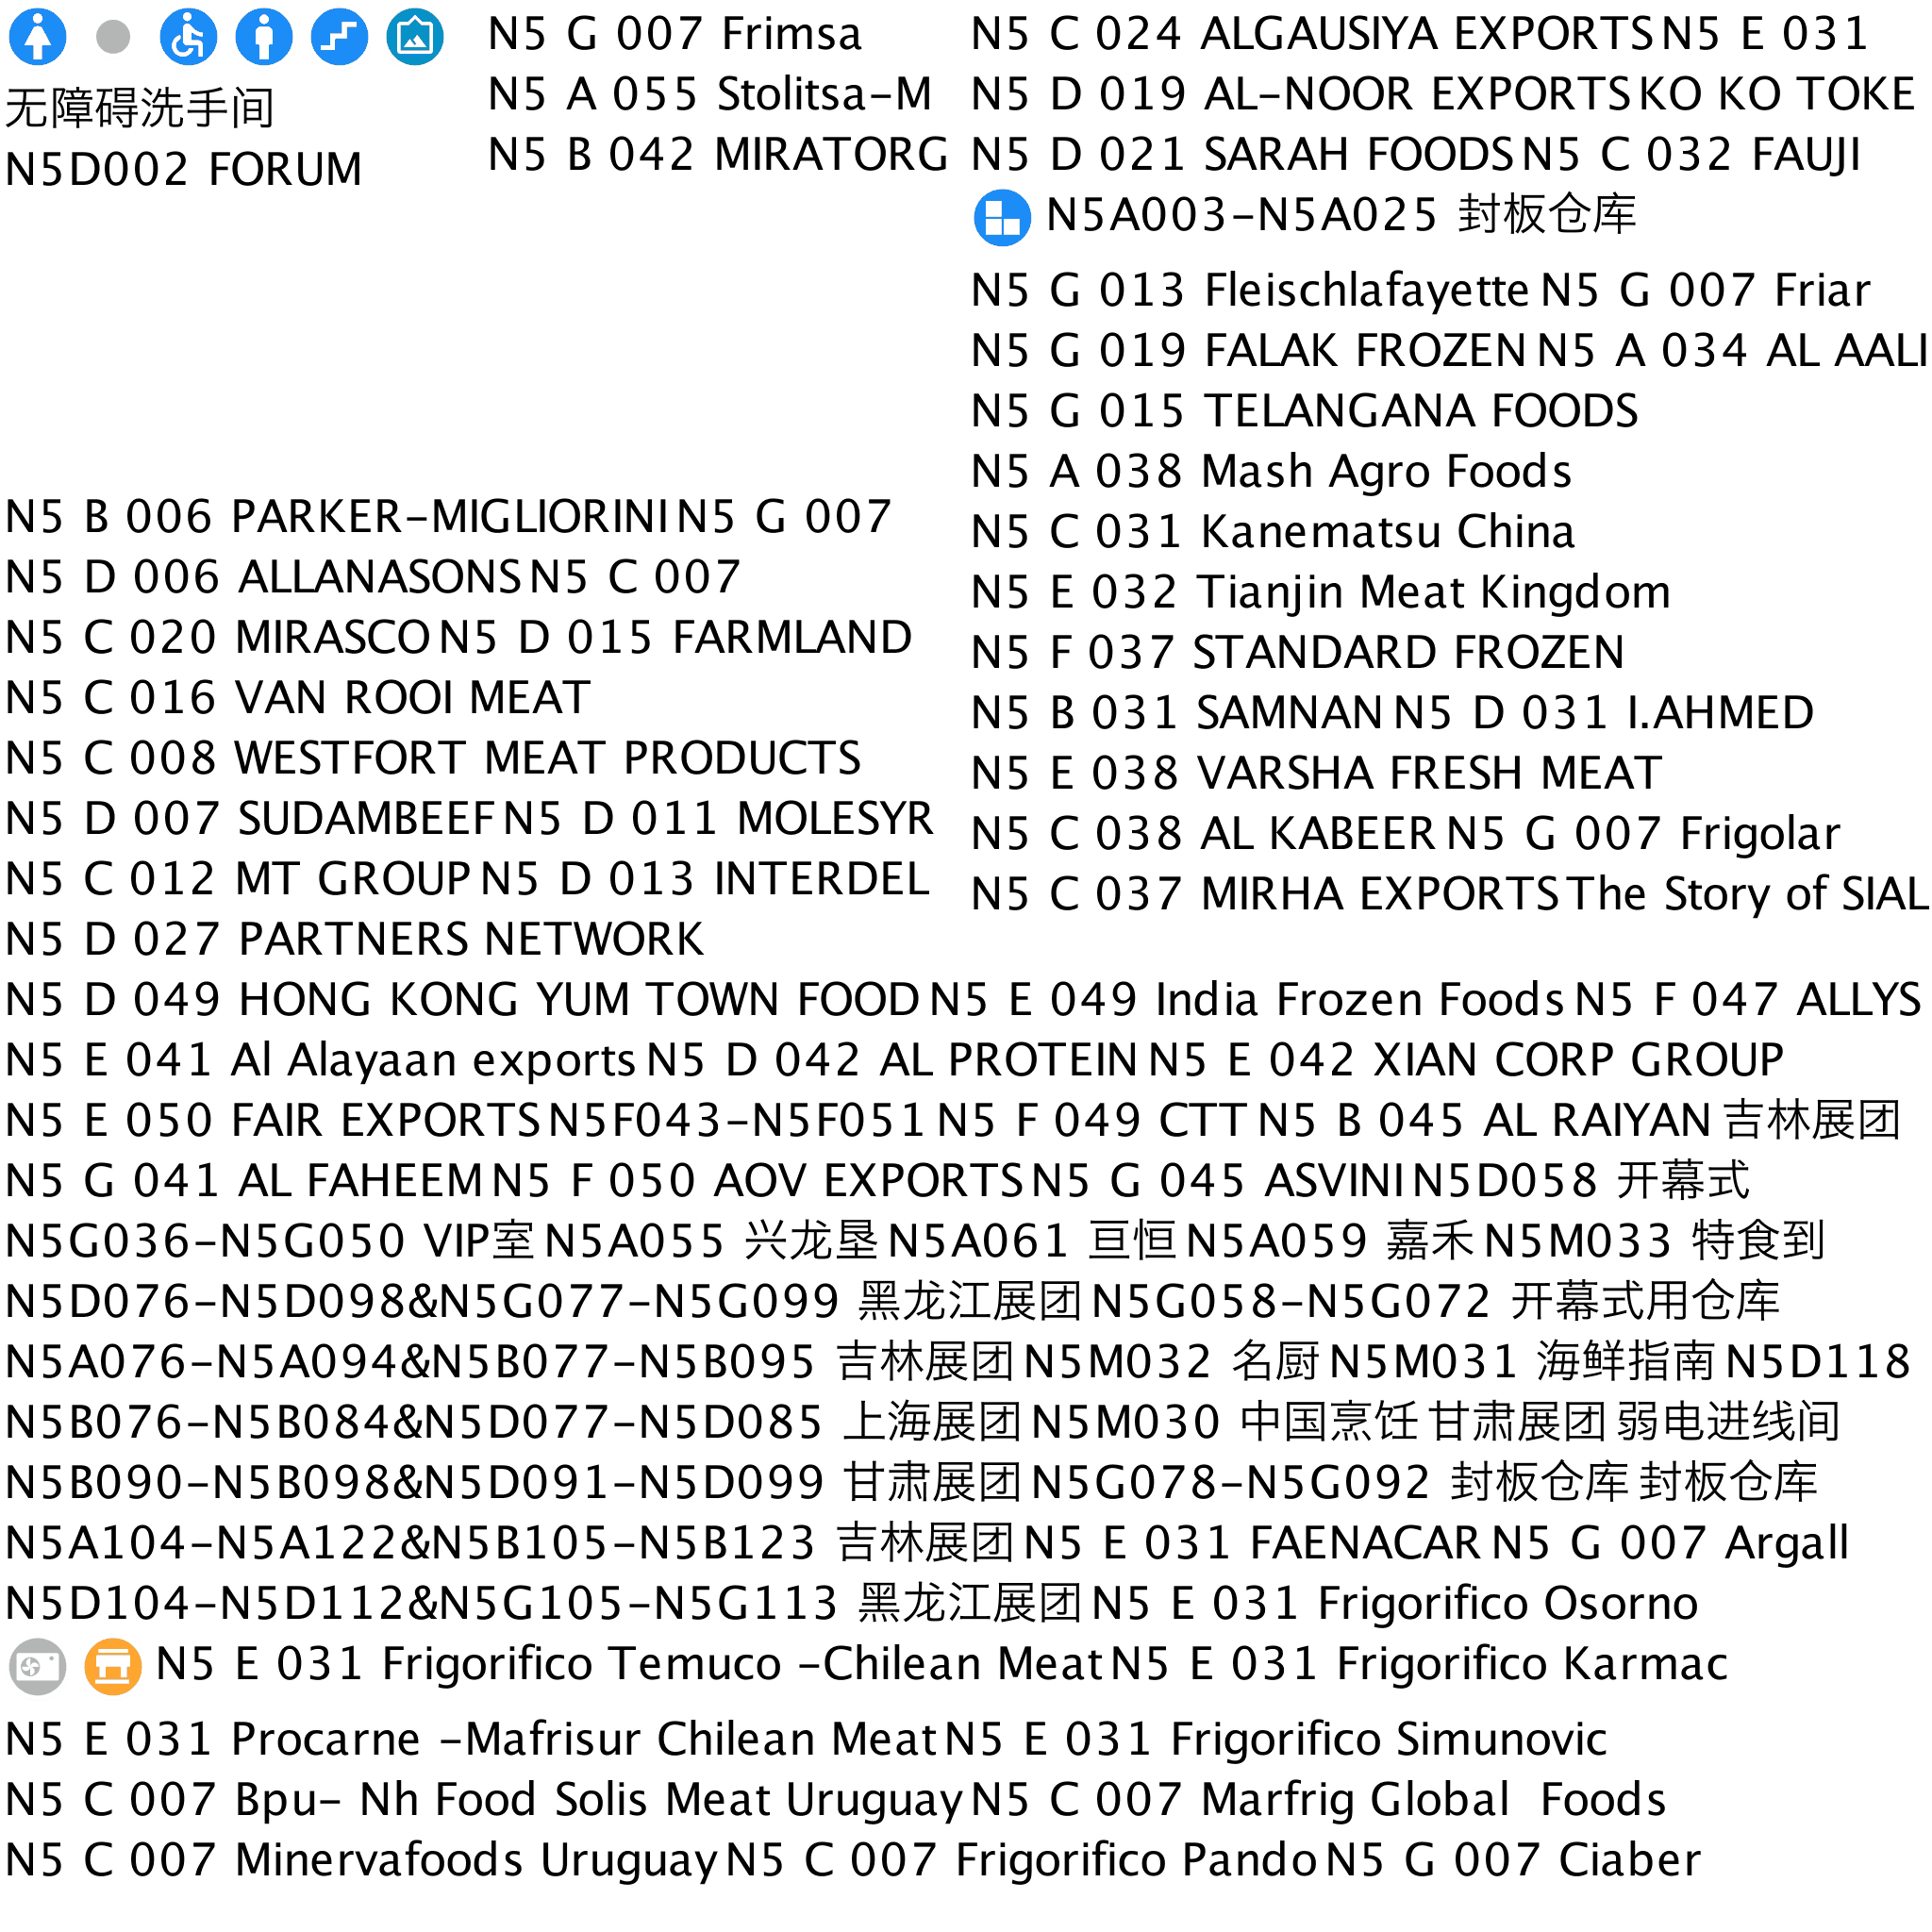 无障碍洗手间
N5D002 FORUM
N5 G 007 Frimsa
N5 A 055 Stolitsa-M
N5 B 042 MIRATORG
N5 C 024 ALGAUSIYA EXPORTS N5 E 031
N5 D 019 AL-NOOR EXPORTS KO KO TOKE
N5 D 021 SARAH FOODS N5 C 032 FAUJI
N5A003-N5A025 封板仓库
N5 G 013 Fleischlafayette N5 G 007 Friar
N5 G 019 FALAK FROZEN N5 A 034 AL AALI
N5 G 015 TELANGANA FOODS
N5 A 038 Mash Agro Foods
N5 C 031 Kanematsu China
N5 E 032 Tianjin Meat Kingdom
N5 F 037 STANDARD FROZEN
N5 B 031 SAMNAN N5 D 031 I.AHMED
N5 E 038 VARSHA FRESH MEAT
N5 C 038 AL KABEER N5 G 007 Frigolar
N5 C 037 MIRHA EXPORTS The Story of SIAL
N5 B 006 PARKER-MIGLIORINI N5 G 007
N5 D 006 ALLANASONS N5 C 007
N5 C 020 MIRASCO N5 D 015 FARMLAND
N5 C 016 VAN ROOI MEAT
N5 C 008 WESTFORT MEAT PRODUCTS
N5 D 007 SUDAMBEEF N5 D 011 MOLESYR
N5 C 012 MT GROUP N5 D 013 INTERDEL
N5 D 027 PARTNERS NETWORK
N5 D 049 HONG KONG YUM TOWN FOOD N5 E 049 India Frozen Foods N5 F 047 ALLYS
N5 E 041 Al Alayaan exports N5 D 042 AL PROTEIN N5 E 042 XIAN CORP GROUP
N5 E 050 FAIR EXPORTS N5F043-N5F051 N5 F 049 CTT N5 B 045 AL RAIYAN 吉林展团
N5 G 041 AL FAHEEM N5 F 050 AOV EXPORTS N5 G 045 ASVINI N5D058 开幕式
N5G036-N5G050 VIP室 N5A055 兴龙垦 N5A061 亘恒 N5A059 嘉禾 N5M033 特食到
N5D076-N5D098&N5G077-N5G099 黑龙江展团 N5G058-N5G072 开幕式用仓库
N5A076-N5A094&N5B077-N5B095 吉林展团 N5M032 名厨 N5M031 海鲜指南 N5D118
N5B076-N5B084&N5D077-N5D085 上海展团 N5M030 中国烹饪 甘肃展团 弱电进线间
N5B090-N5B098&N5D091-N5D099 甘肃展团 N5G078-N5G092 封板仓库 封板仓库
N5A104-N5A122&N5B105-N5B123 吉林展团 N5 E 031 FAENACAR N5 G 007 Argall
N5D104-N5D112&N5G105-N5G113 黑龙江展团 N5 E 031 Frigorifico Osorno
N5 E 031 Frigorifico Temuco -Chilean Meat N5 E 031 Frigorifico Karmac
N5 E 031 Procarne -Mafrisur Chilean Meat N5 E 031 Frigorifico Simunovic
N5 C 007 Bpu- Nh Food Solis Meat Uruguay N5 C 007 Marfrig Global Foods
N5 C 007 Minervafoods Uruguay N5 C 007 Frigorifico Pando N5 G 007 Ciaber